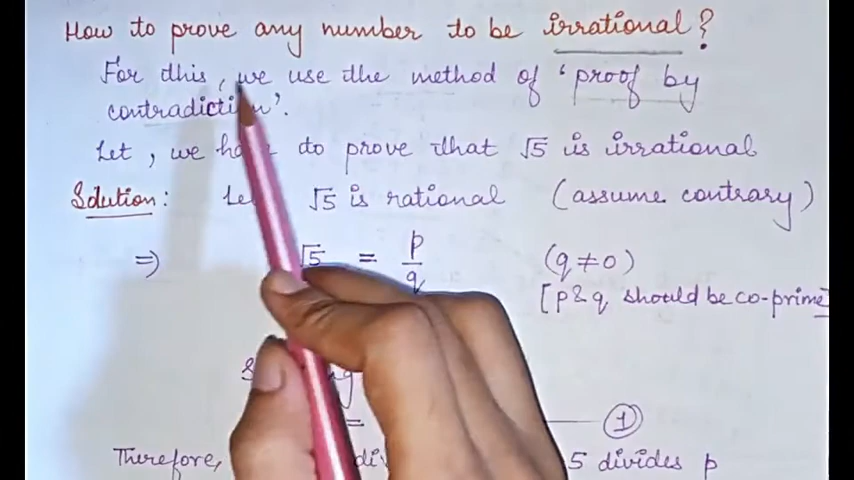 How to prove any number to be irrational?
For this, we use the method of 'proof by
contradiction'.
Let, we to prove that √5 is irrational
Solution: √5 is rational (assume contrary)
⇒ √5 = p/q (q ≠ 0)
[p & q should be co-prime
= ①
Therefore, 5 divides p